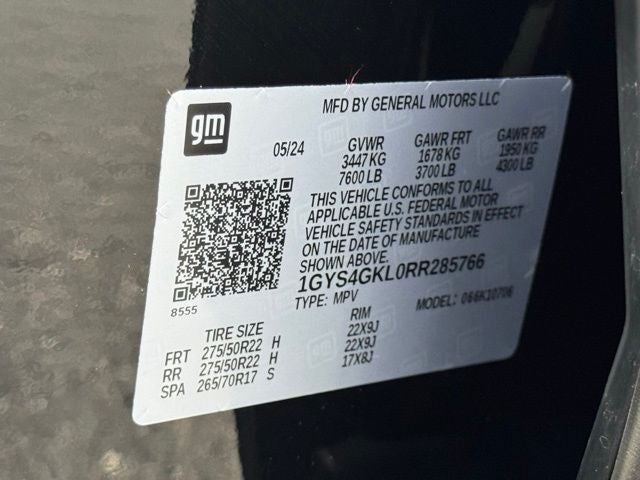 gm
MFD BY GENERAL MOTORS LLC
05/24 GVWR GAWR FRT GAWR RR
3447 KG 1678 KG 1950 KG
7600 LB 3700 LB 4300 LB
THIS VEHICLE CONFORMS TO ALL
APPLICABLE U.S. FEDERAL MOTOR
VEHICLE SAFETY STANDARDS IN EFFECT
ON THE DATE OF MANUFACTURE
SHOWN ABOVE.
1GYS4GKL0RR285766
8555
TYPE: MPV MODEL: 066K10706
TIRE SIZE RIM
FRT 275/50R22 H 22X9J
RR 275/50R22 H 22X9J
SPA 265/70R17 S 17X8J